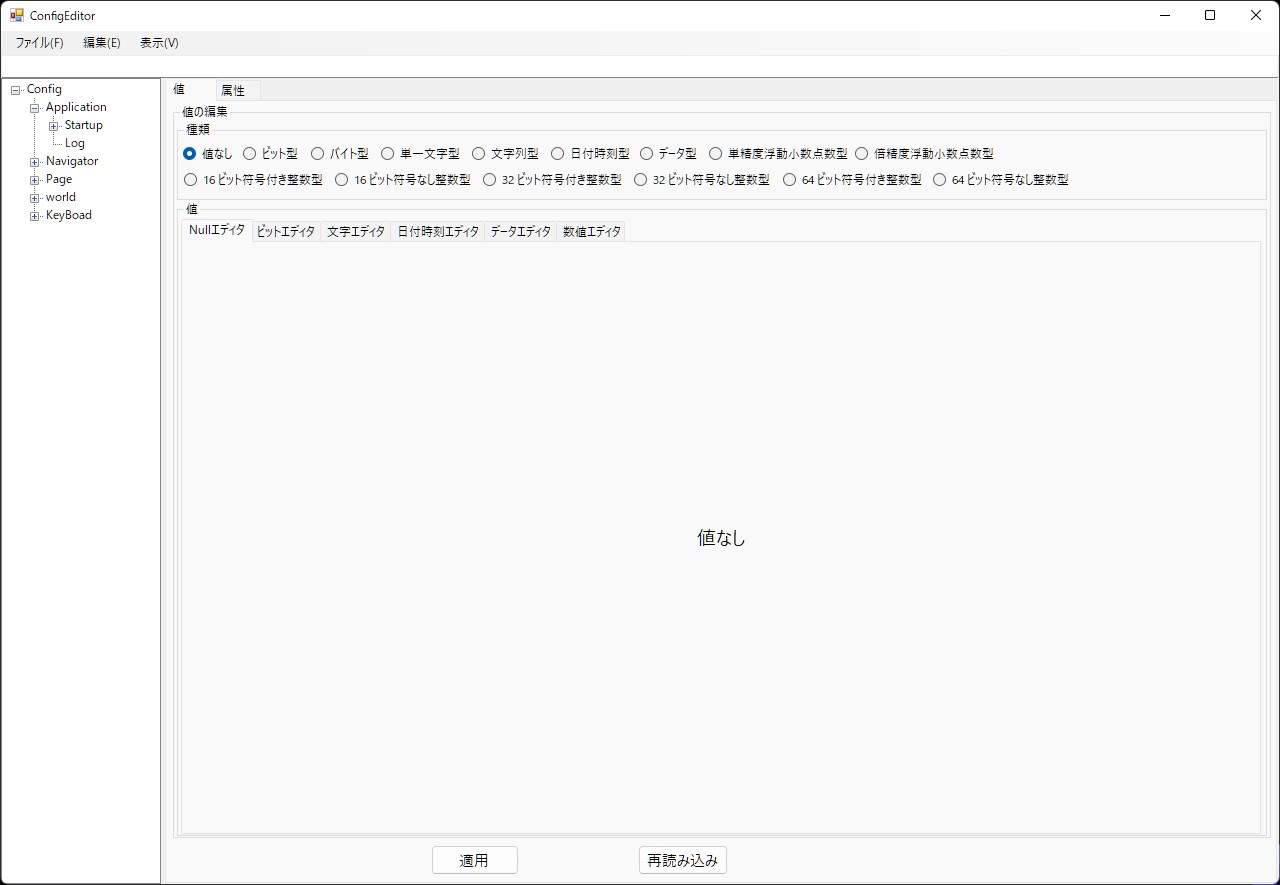 ConfigEditor
ファイル(F) 編集(E) 表示(V)
Config
Application
Startup
Log
Navigator
Page
world
KeyBoad
値 属性
値の編集
種類
値なし ビット型 バイト型 単一文字型 文字列型 日付時刻型 データ型 単精度浮動小数点数型 倍精度浮動小数点数型
16 ビット符号付き整数型 16 ビット符号なし整数型 32 ビット符号付き整数型 32 ビット符号なし整数型 64 ビット符号付き整数型 64 ビット符号なし整数型
値
Nullエディタ ビットエディタ 文字エディタ 日付時刻エディタ データエディタ 数値エディタ
値なし
適用 再読み込み